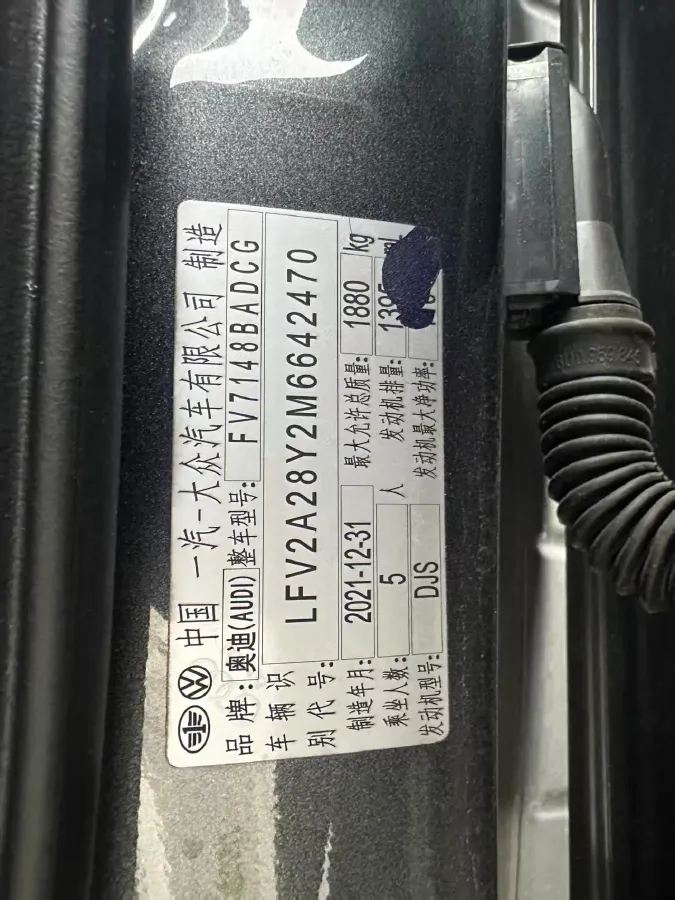 中国 一汽-大众汽车有限公司 制造
品牌: 奥迪(AUDI) 整车型号: FV7148BADCG
车辆识别代号: LFV2A28Y2M6642470
制造年月: 2021-12-31 最大允许总质量: 1880 kg
乘坐人数: 5 人 发动机排量:
发动机型号: DJS 发动机最大净功率: